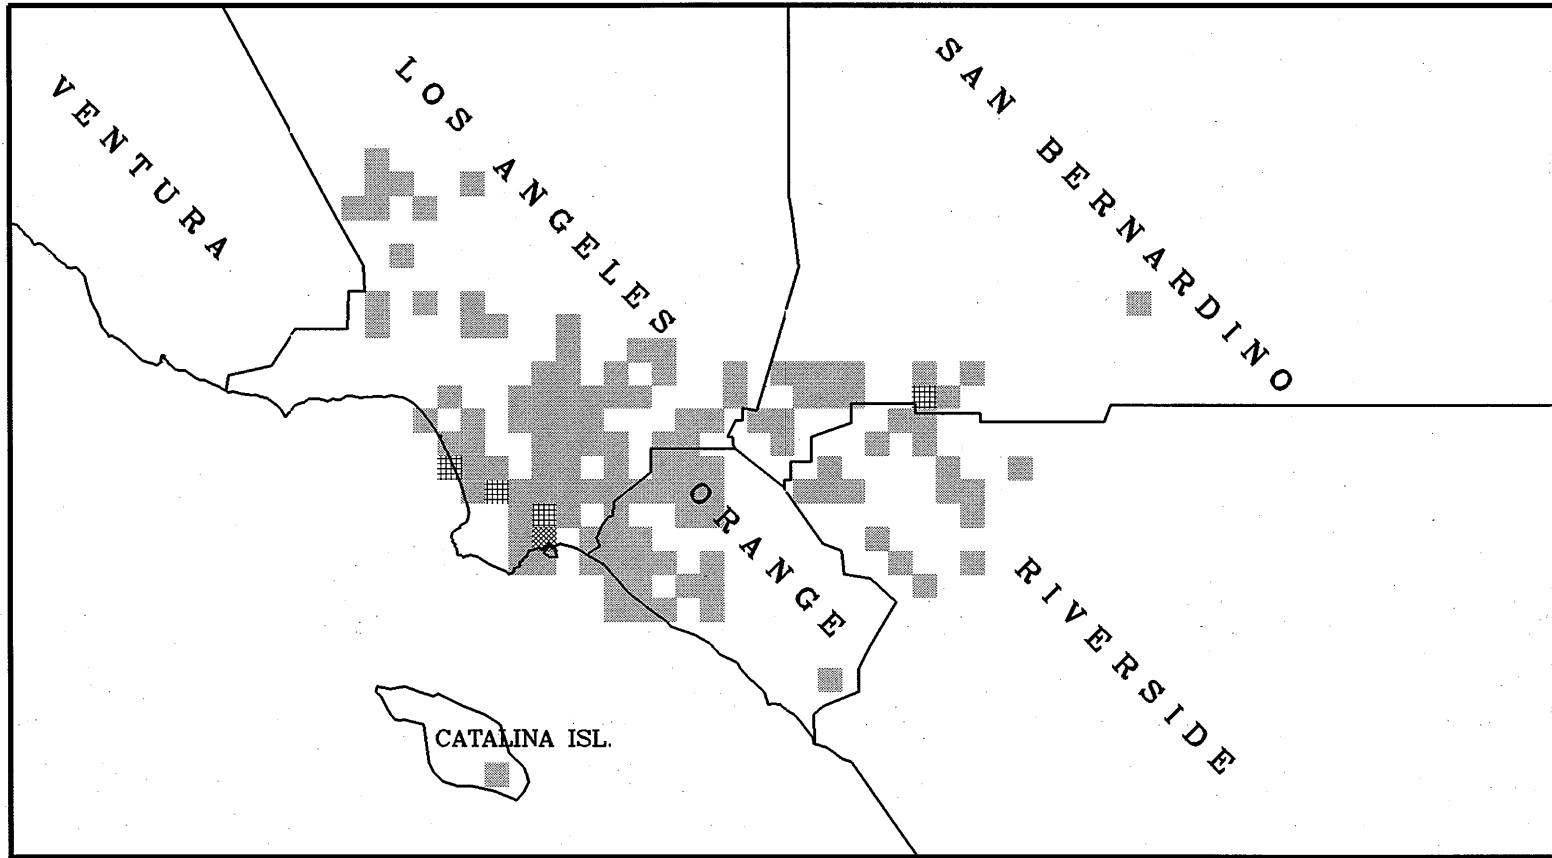 VENTURA
LOS ANGELES
SAN BERNARDINO
ORANGE
RIVERSIDE
CATALINA ISL.